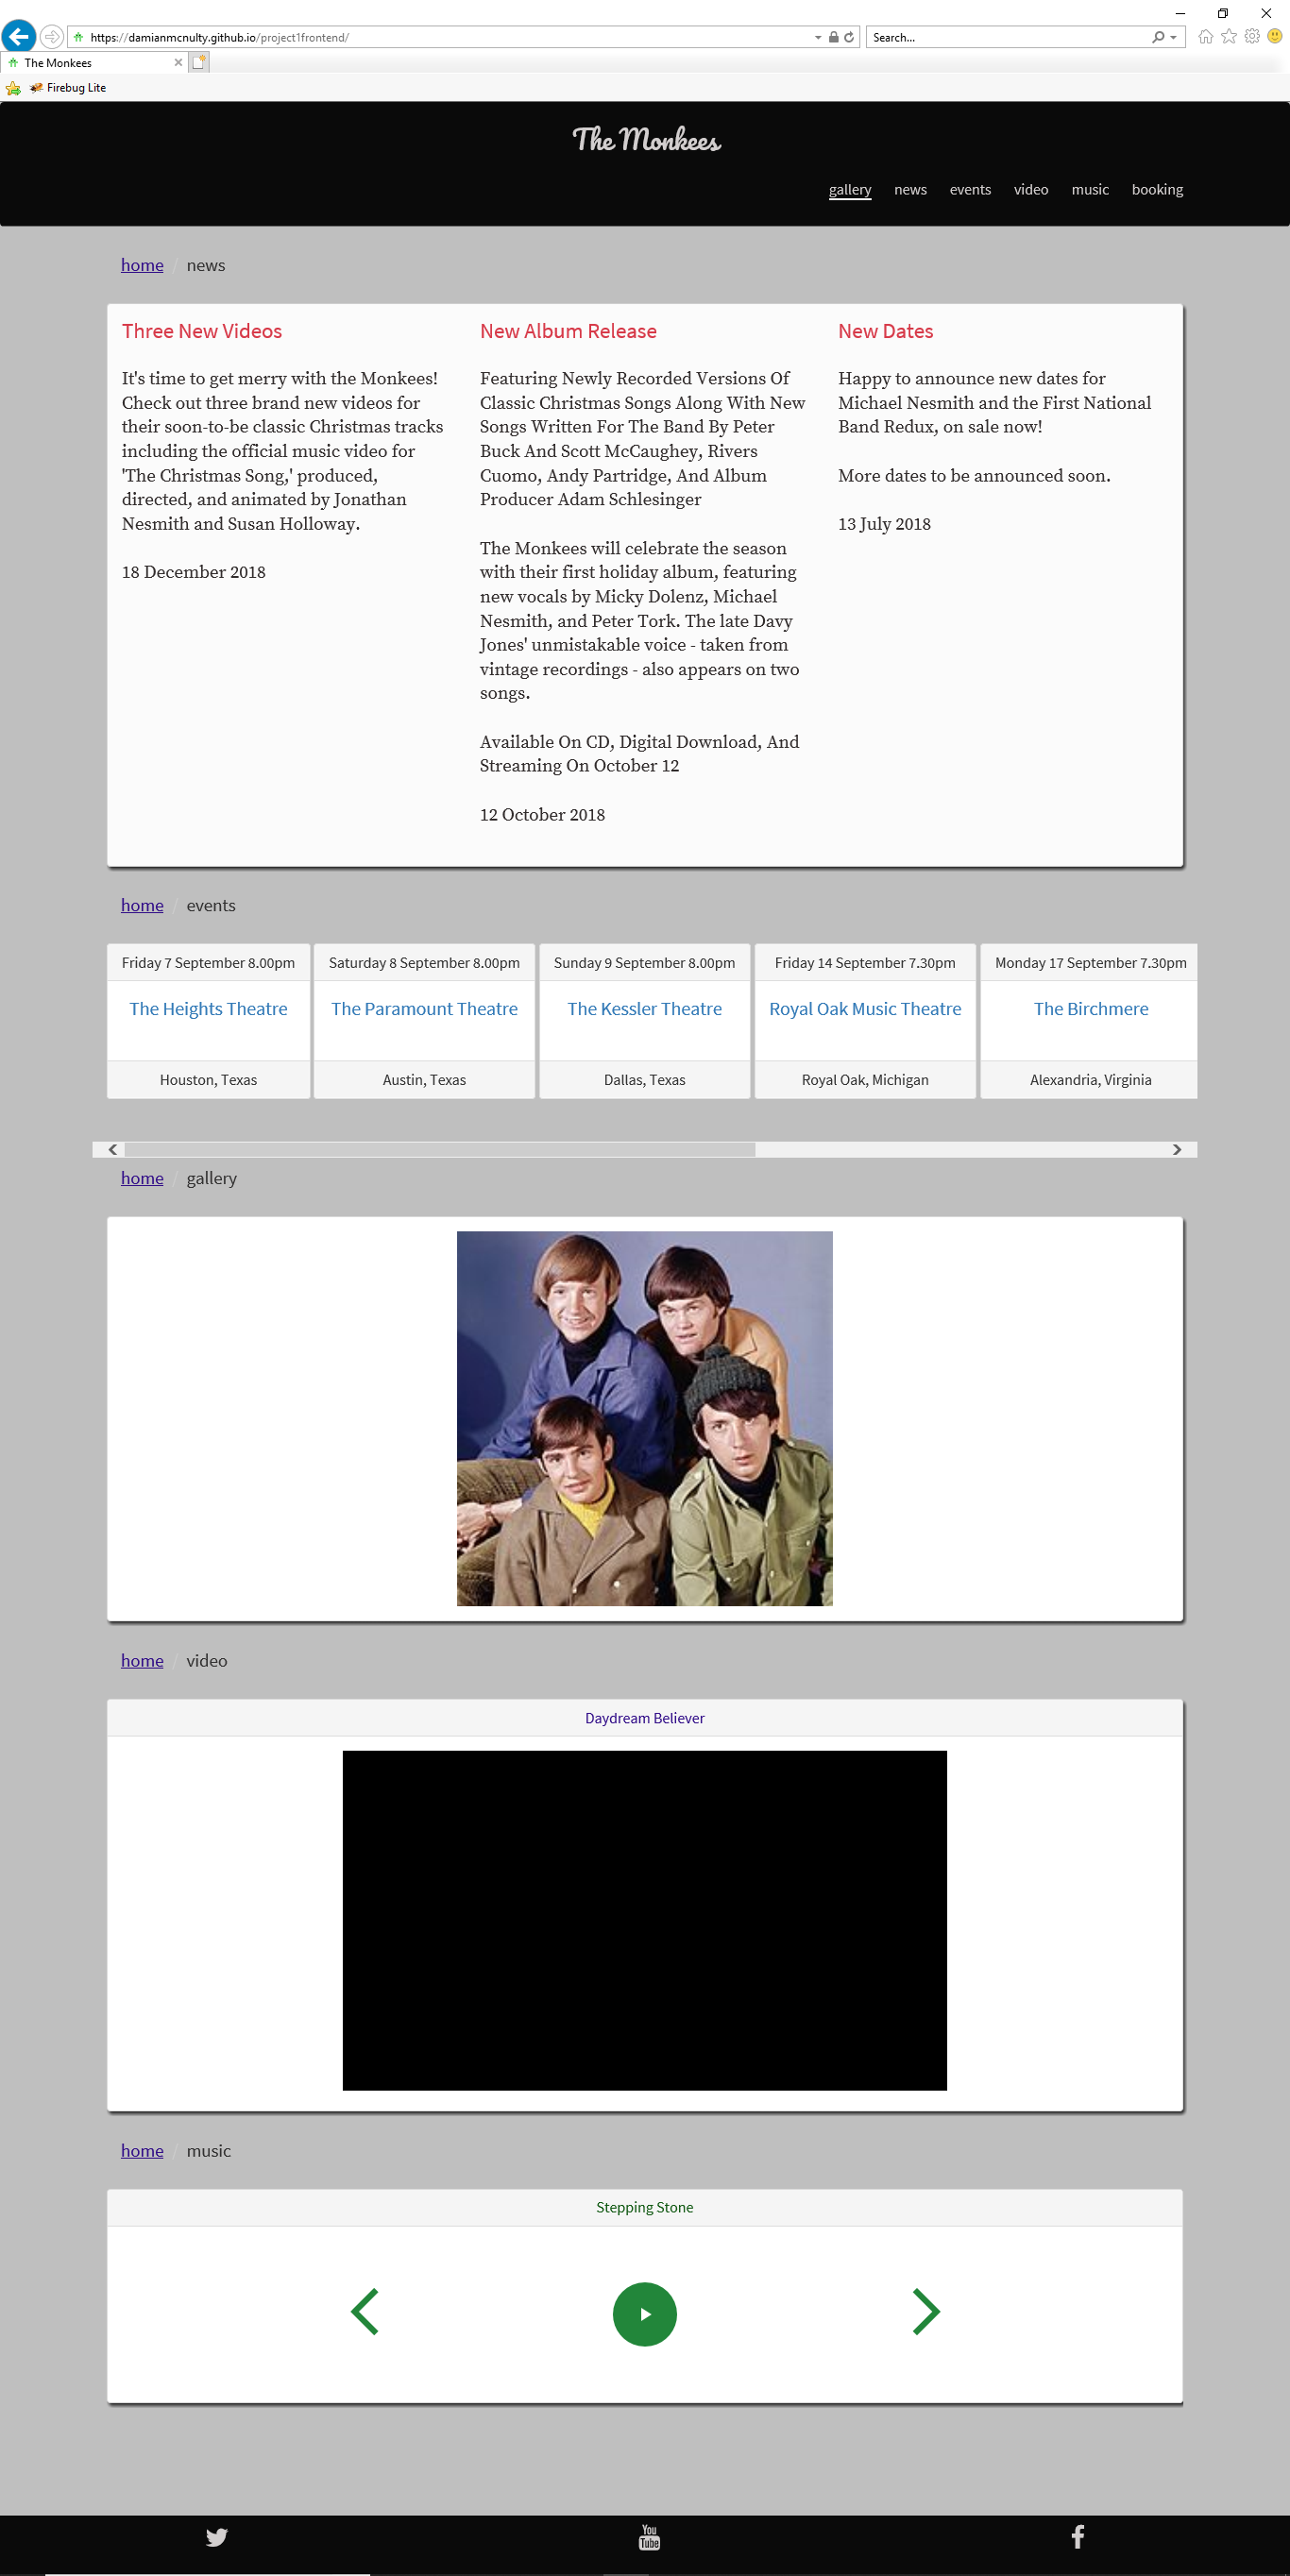 https://damianmcnulty.github.io/project1frontend/
Search...
The Monkees
Firebug Lite
The Monkees
gallery news events video music booking
home / news
Three New Videos
It's time to get merry with the Monkees!
Check out three brand new videos for
their soon-to-be classic Christmas tracks
including the official music video for
'The Christmas Song,' produced,
directed, and animated by Jonathan
Nesmith and Susan Holloway.
18 December 2018
New Album Release
Featuring Newly Recorded Versions Of
Classic Christmas Songs Along With New
Songs Written For The Band By Peter
Buck And Scott McCaughey, Rivers
Cuomo, Andy Partridge, And Album
Producer Adam Schlesinger
The Monkees will celebrate the season
with their first holiday album, featuring
new vocals by Micky Dolenz, Michael
Nesmith, and Peter Tork. The late Davy
Jones' unmistakable voice - taken from
vintage recordings - also appears on two
songs.
Available On CD, Digital Download, And
Streaming On October 12
12 October 2018
New Dates
Happy to announce new dates for
Michael Nesmith and the First National
Band Redux, on sale now!
More dates to be announced soon.
13 July 2018
home / events
Friday 7 September 8.00pm
The Heights Theatre
Houston, Texas
Saturday 8 September 8.00pm
The Paramount Theatre
Austin, Texas
Sunday 9 September 8.00pm
The Kessler Theatre
Dallas, Texas
Friday 14 September 7.30pm
Royal Oak Music Theatre
Royal Oak, Michigan
Monday 17 September 7.30pm
The Birchmere
Alexandria, Virginia
home / gallery
home / video
Daydream Believer
home / music
Stepping Stone
You
Tube